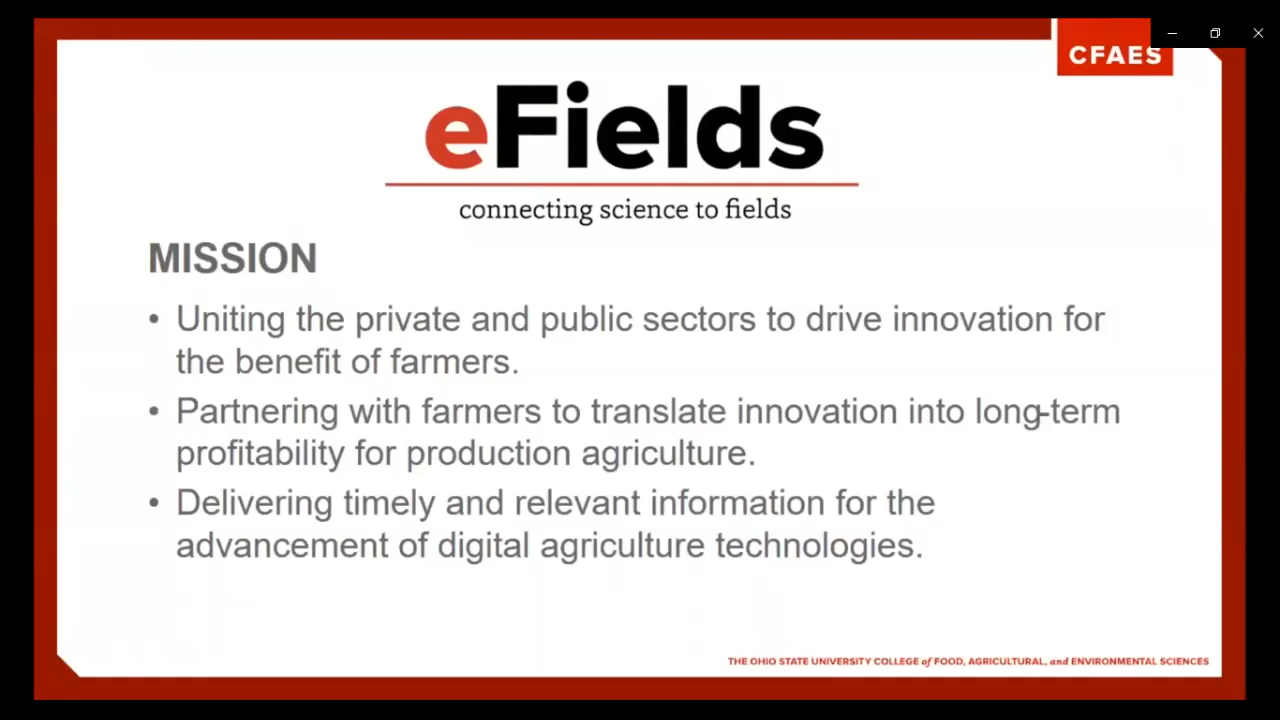 CFAES
eFields
connecting science to fields
MISSION
• Uniting the private and public sectors to drive innovation for
the benefit of farmers.
• Partnering with farmers to translate innovation into long-term
profitability for production agriculture.
• Delivering timely and relevant information for the
advancement of digital agriculture technologies.
THE OHIO STATE UNIVERSITY COLLEGE of FOOD, AGRICULTURAL, and ENVIRONMENTAL SCIENCES